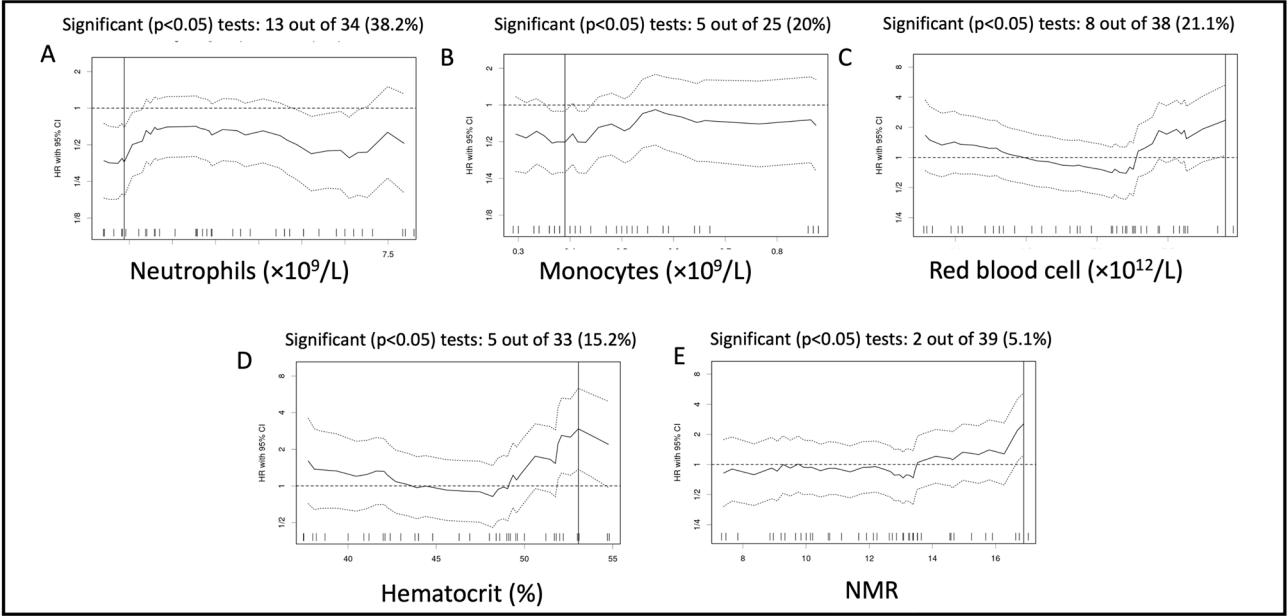 Significant (p<0.05) tests: 13 out of 34 (38.2%)
Significant (p<0.05) tests: 5 out of 25 (20%)
Significant (p<0.05) tests: 8 out of 38 (21.1%)
A
B
C
HR with 95% CI
2
1
1/2
1/4
1/8
7.5
Neutrophils (×10⁹/L)
HR with 95% CI
2
1
1/2
1/4
1/8
0.3
0.8
Monocytes (×10⁹/L)
HR with 95% CI
8
4
2
1
1/2
1/4
Red blood cell (×10¹²/L)
Significant (p<0.05) tests: 5 out of 33 (15.2%)
Significant (p<0.05) tests: 2 out of 39 (5.1%)
D
E
HR with 95% CI
8
4
2
1
1/2
40 45 50 55
Hematocrit (%)
HR with 95% CI
8
4
2
1
1/2
1/4
8 10 12 14 16
NMR